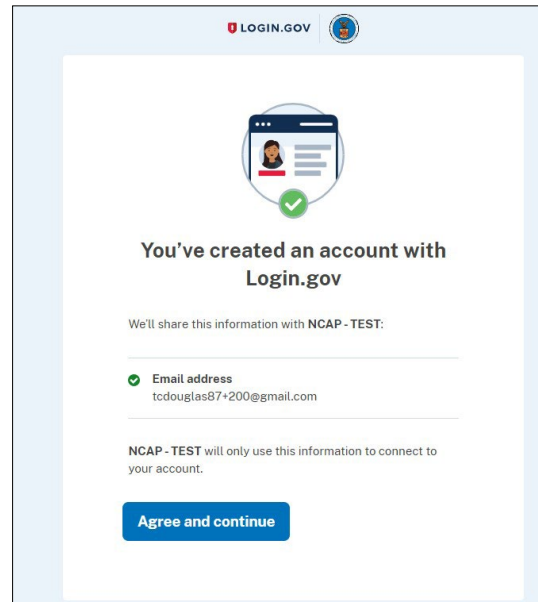 LOGIN.GOV
You've created an account with
Login.gov
We'll share this information with NCAP - TEST:
Email address
tcdouglas87+200@gmail.com
NCAP - TEST will only use this information to connect to
your account.
Agree and continue